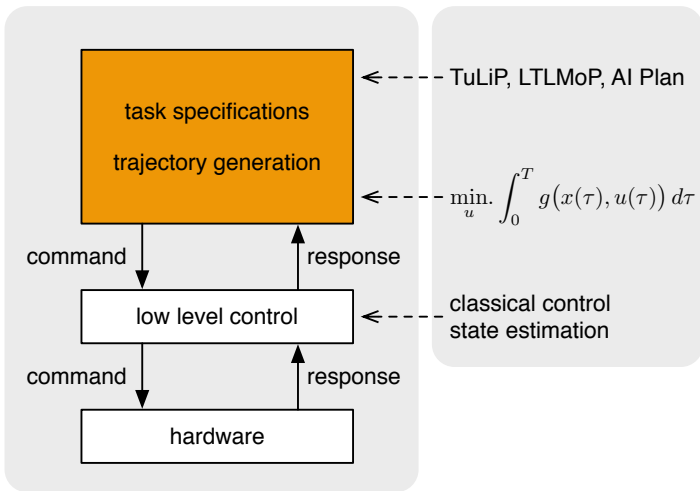 task specifications
trajectory generation
command
response
low level control
command
response
hardware
TuLiP, LTLMoP, AI Plan
min._u ∫_0^T g(x(τ), u(τ)) dτ
classical control
state estimation